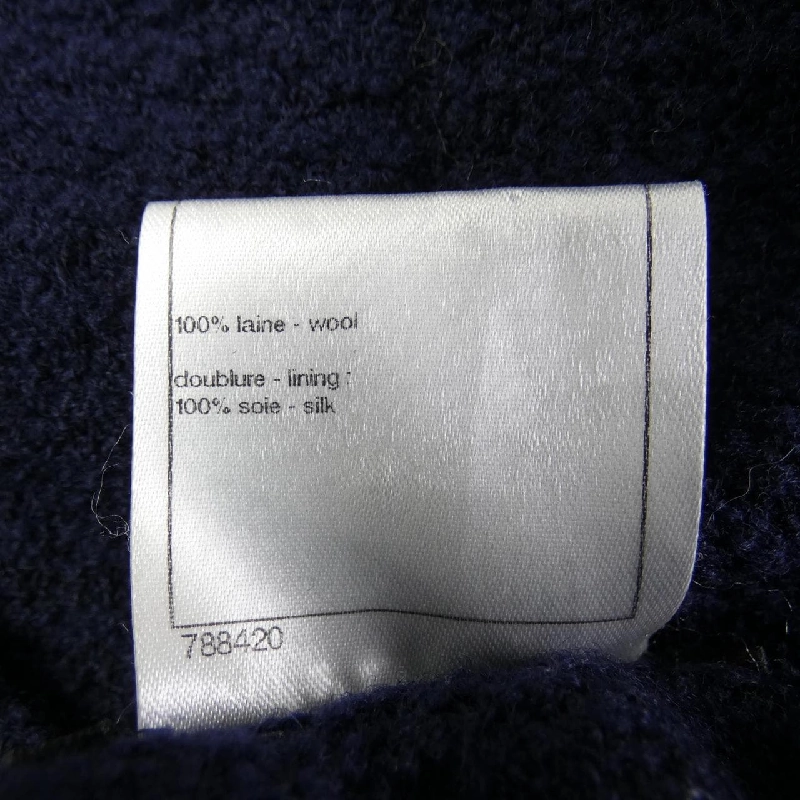 100% laine - wool
doublure - lining :
100% soie - silk
788420